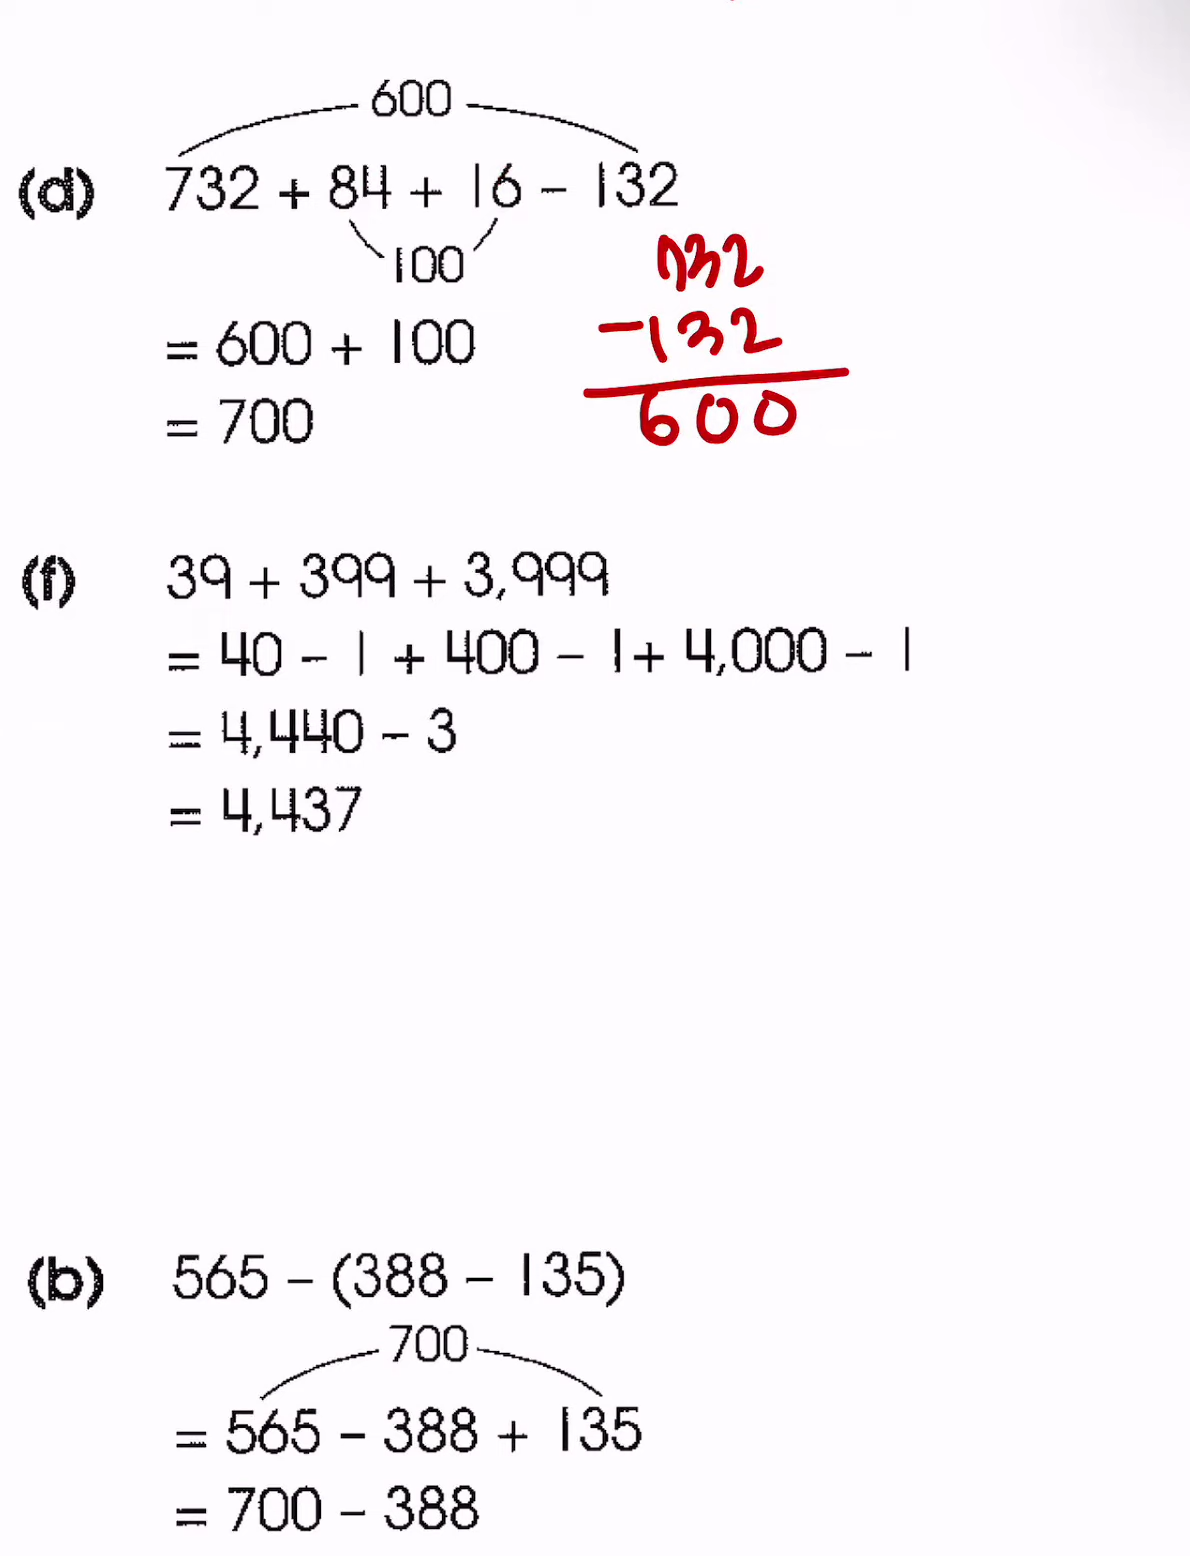 600
(d) 732 + 84 + 16 – 132
100
732
= 600 + 100
–132
= 700
600
(f) 39 + 399 + 3,999
= 40 – 1 + 400 – 1 + 4,000 – 1
= 4,440 – 3
= 4,437
(b) 565 – (388 – 135)
700
= 565 – 388 + 135
= 700 – 388